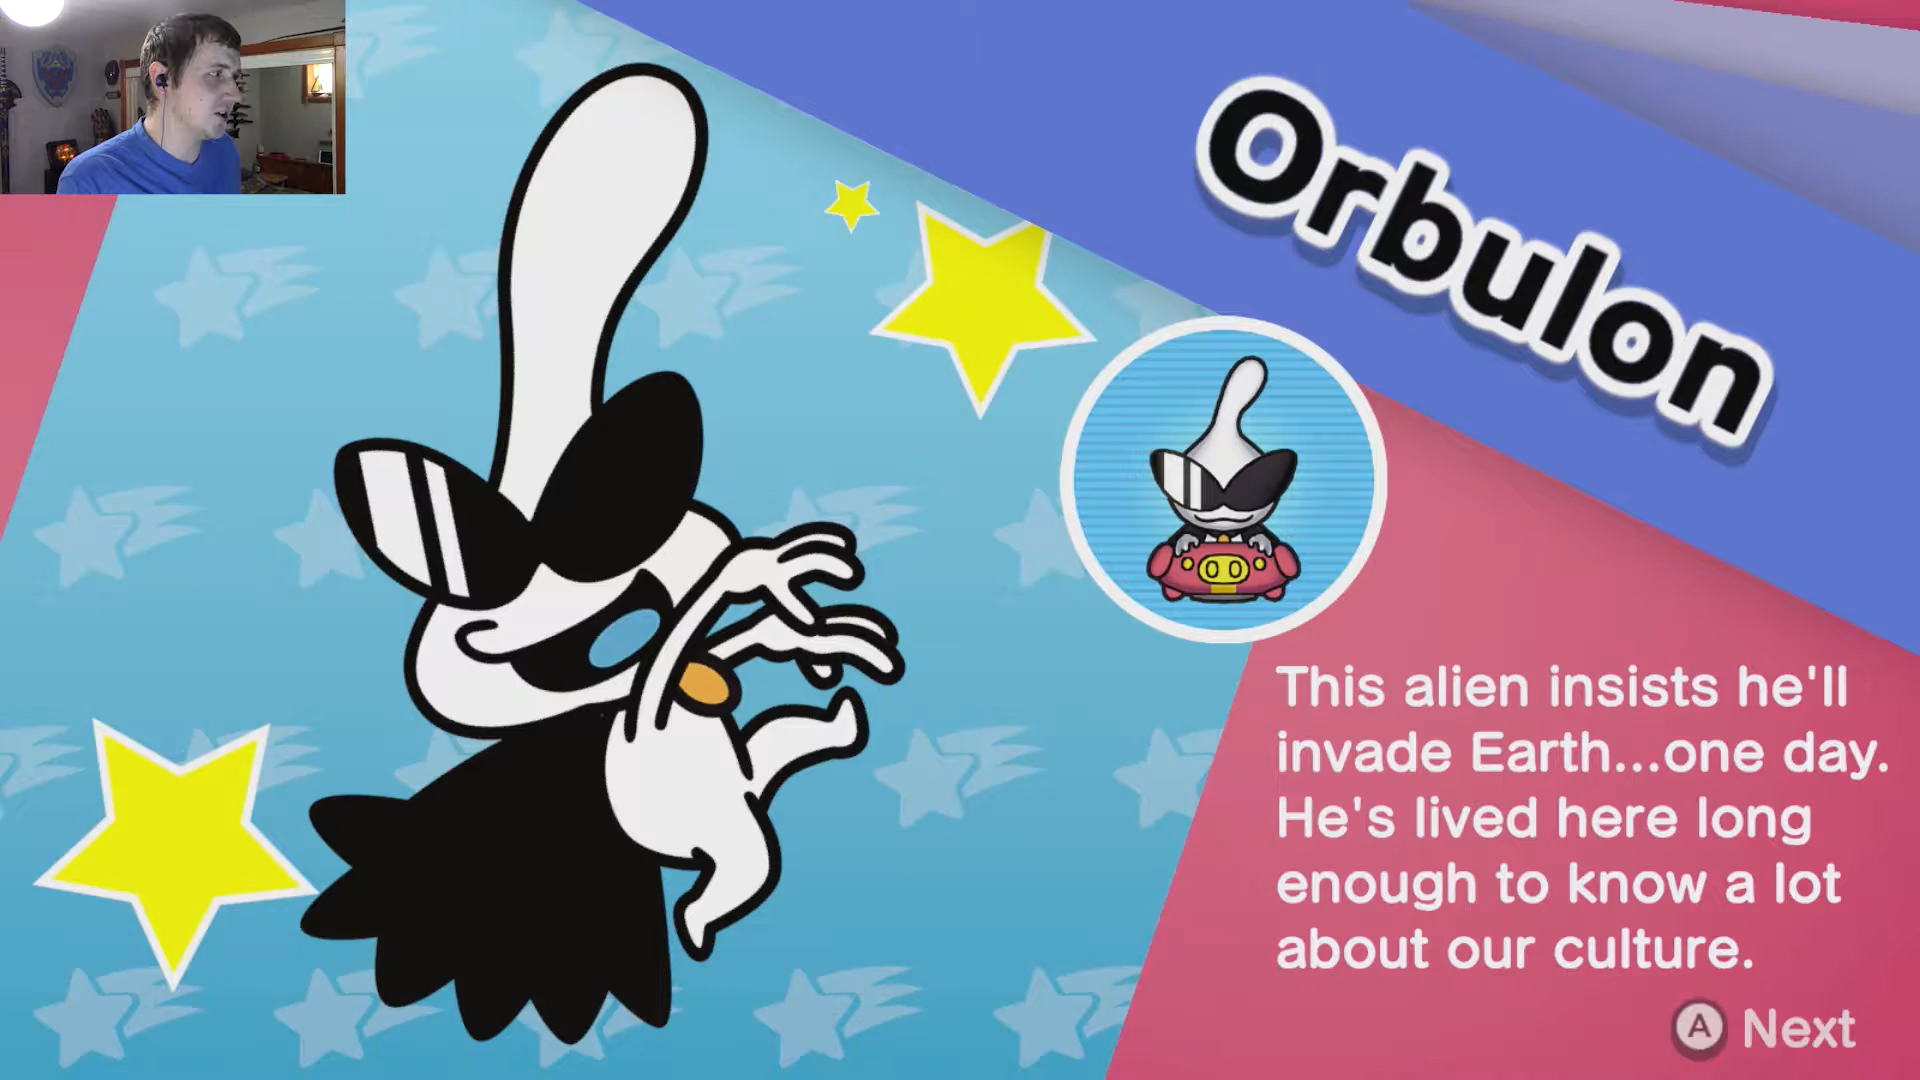 Orbulon
This alien insists he'll
invade Earth...one day.
He's lived here long
enough to know a lot
about our culture.
A Next